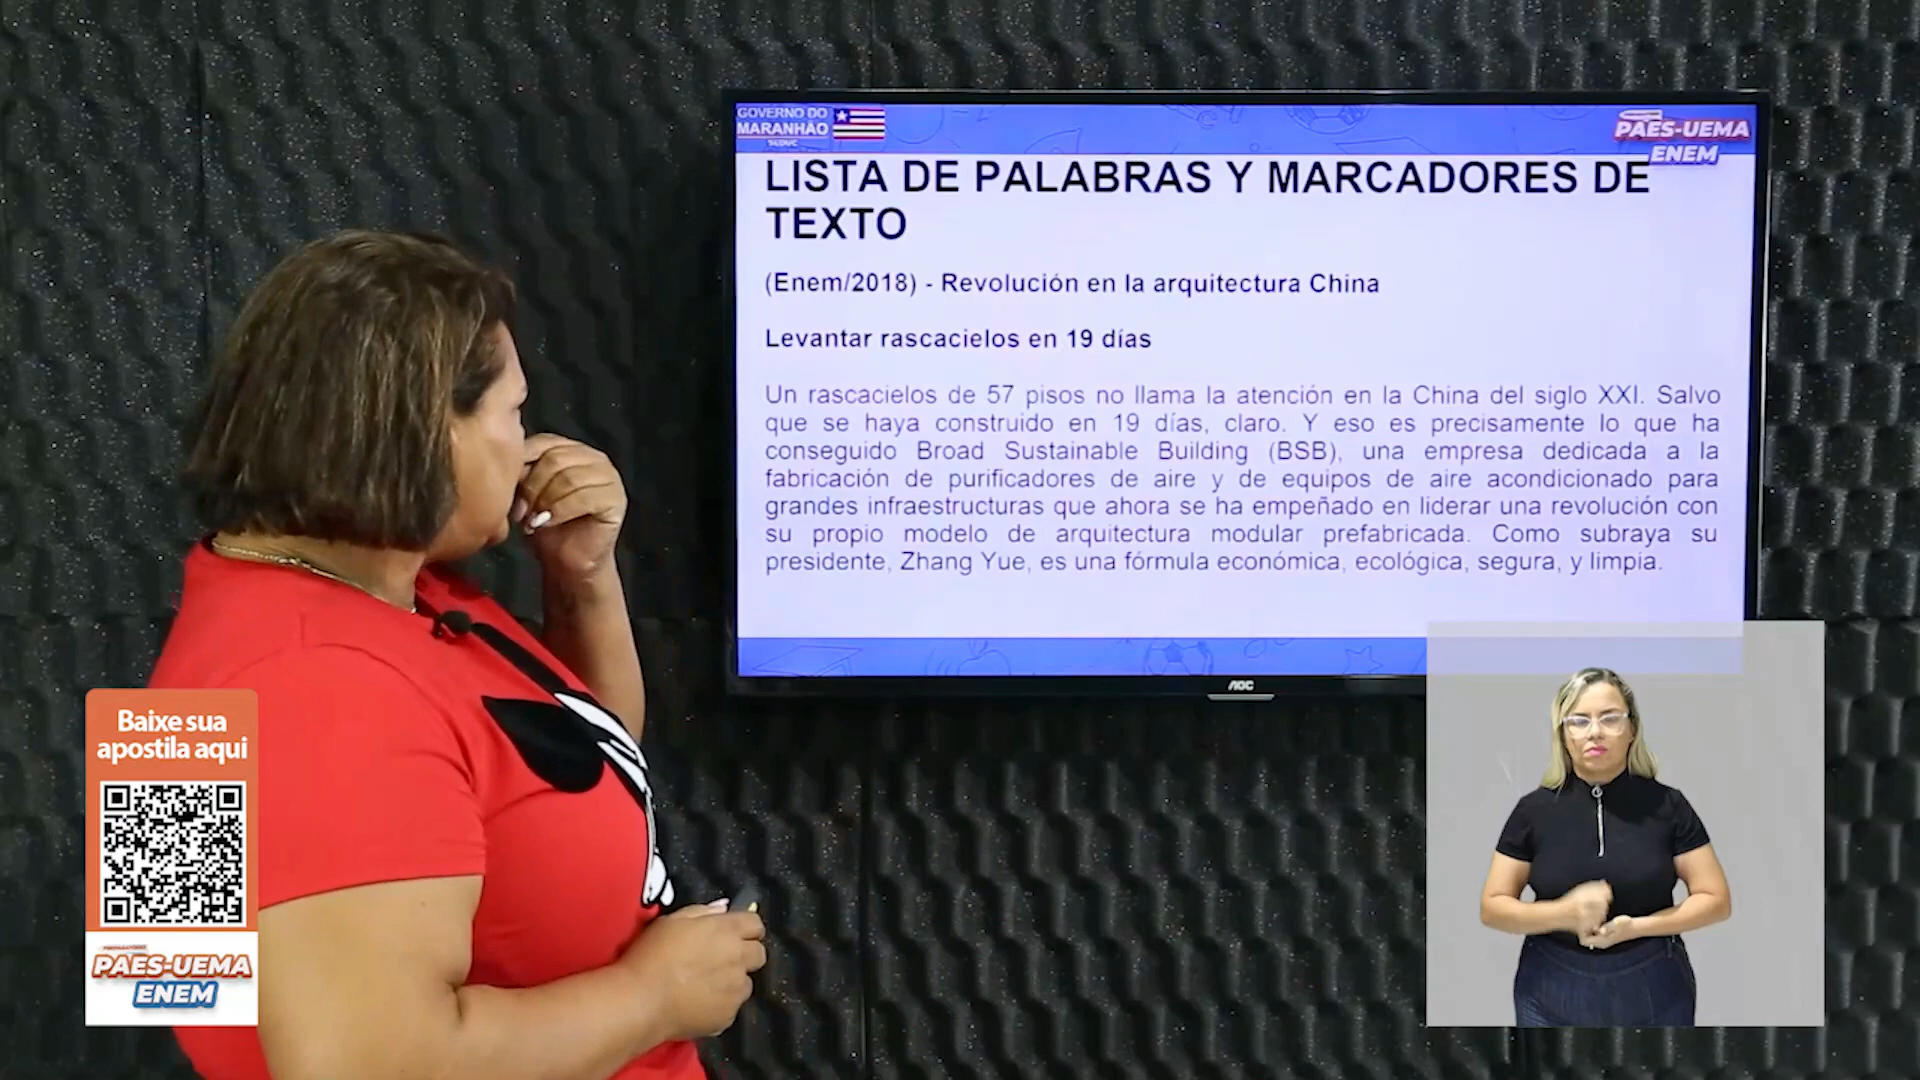 GOVERNO DO
MARANHÃO
SEDUC
PAES-UEMA
ENEM
LISTA DE PALABRAS Y MARCADORES DE
TEXTO
(Enem/2018) - Revolución en la arquitectura China
Levantar rascacielos en 19 días
Un rascacielos de 57 pisos no llama la atención en la China del siglo XXI. Salvo
que se haya construido en 19 días, claro. Y eso es precisamente lo que ha
conseguido Broad Sustainable Building (BSB), una empresa dedicada a la
fabricación de purificadores de aire y de equipos de aire acondicionado para
grandes infraestructuras que ahora se ha empeñado en liderar una revolución con
su propio modelo de arquitectura modular prefabricada. Como subraya su
presidente, Zhang Yue, es una fórmula económica, ecológica, segura, y limpia.
AOC
Baixe sua
apostila aqui
PREPARATÓRIO
PAES-UEMA
ENEM